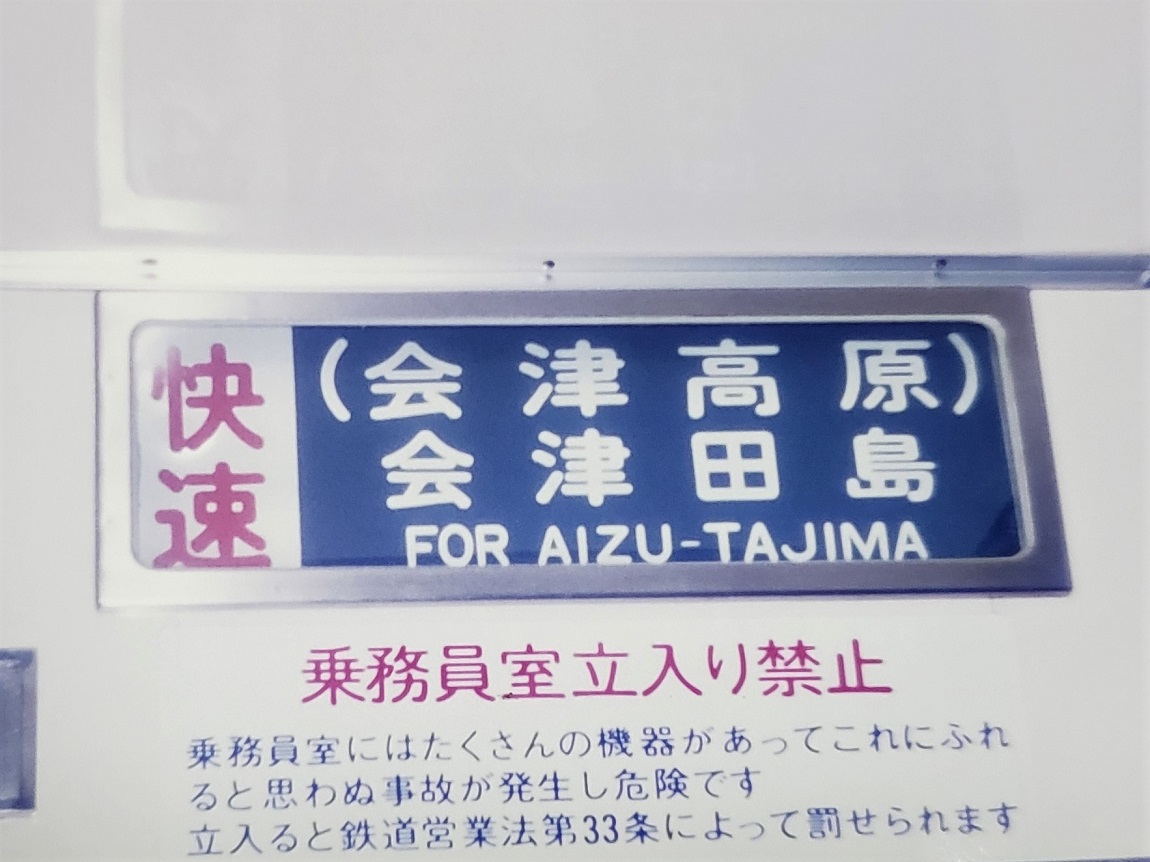 快速
(会津高原)
会津田島
FOR AIZU-TAJIMA
乗務員室立入り禁止
乗務員室にはたくさんの機器があってこれにふれ
ると思わぬ事故が発生し危険です
立入ると鉄道営業法第33条によって罰せられます